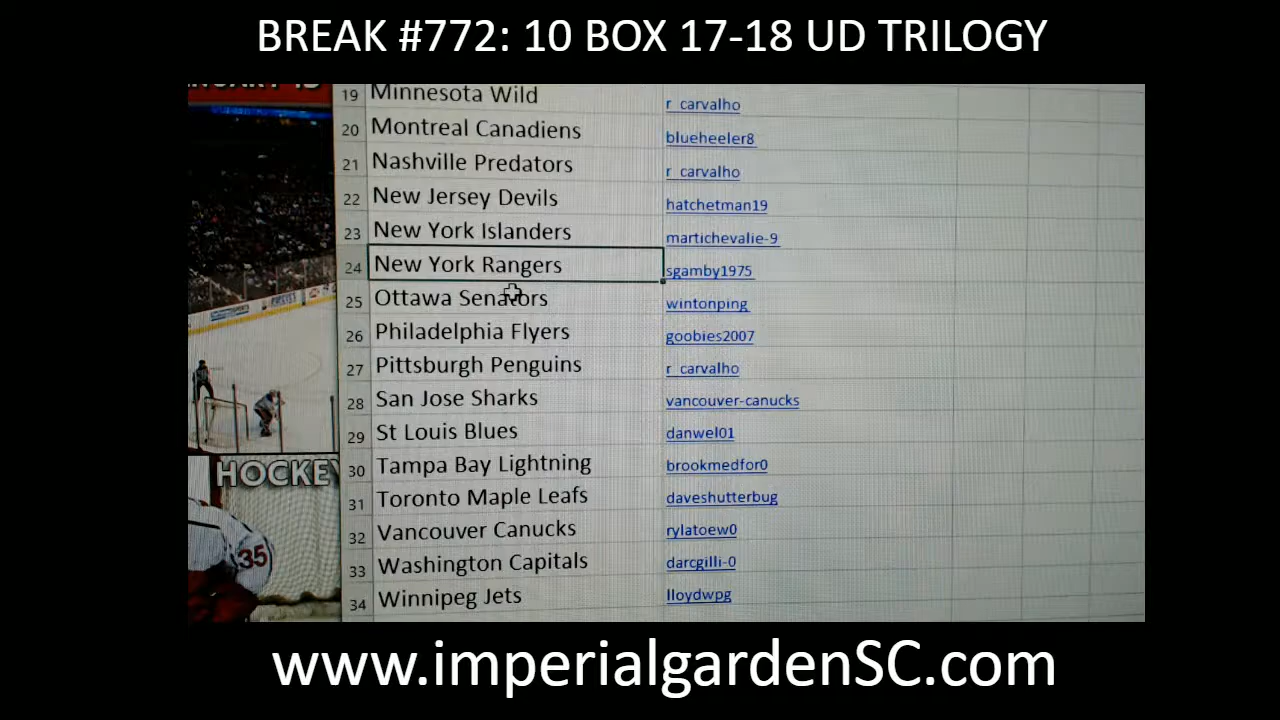 BREAK #772: 10 BOX 17-18 UD TRILOGY
19 Minnesota Wild r_carvalho
20 Montreal Canadiens blueheeler8
21 Nashville Predators r_carvalho
22 New Jersey Devils hatchetman19
23 New York Islanders martichevalie-9
24 New York Rangers sgamby1975
25 Ottawa Senators wintonping
26 Philadelphia Flyers goobies2007
27 Pittsburgh Penguins r_carvalho
28 San Jose Sharks vancouver-canucks
29 St Louis Blues danwel01
30 Tampa Bay Lightning brookmedfor0
31 Toronto Maple Leafs daveshutterbug
32 Vancouver Canucks rylatoew0
33 Washington Capitals darcgilli-0
34 Winnipeg Jets lloydwpg
HOCKEY
35
www.imperialgardenSC.com